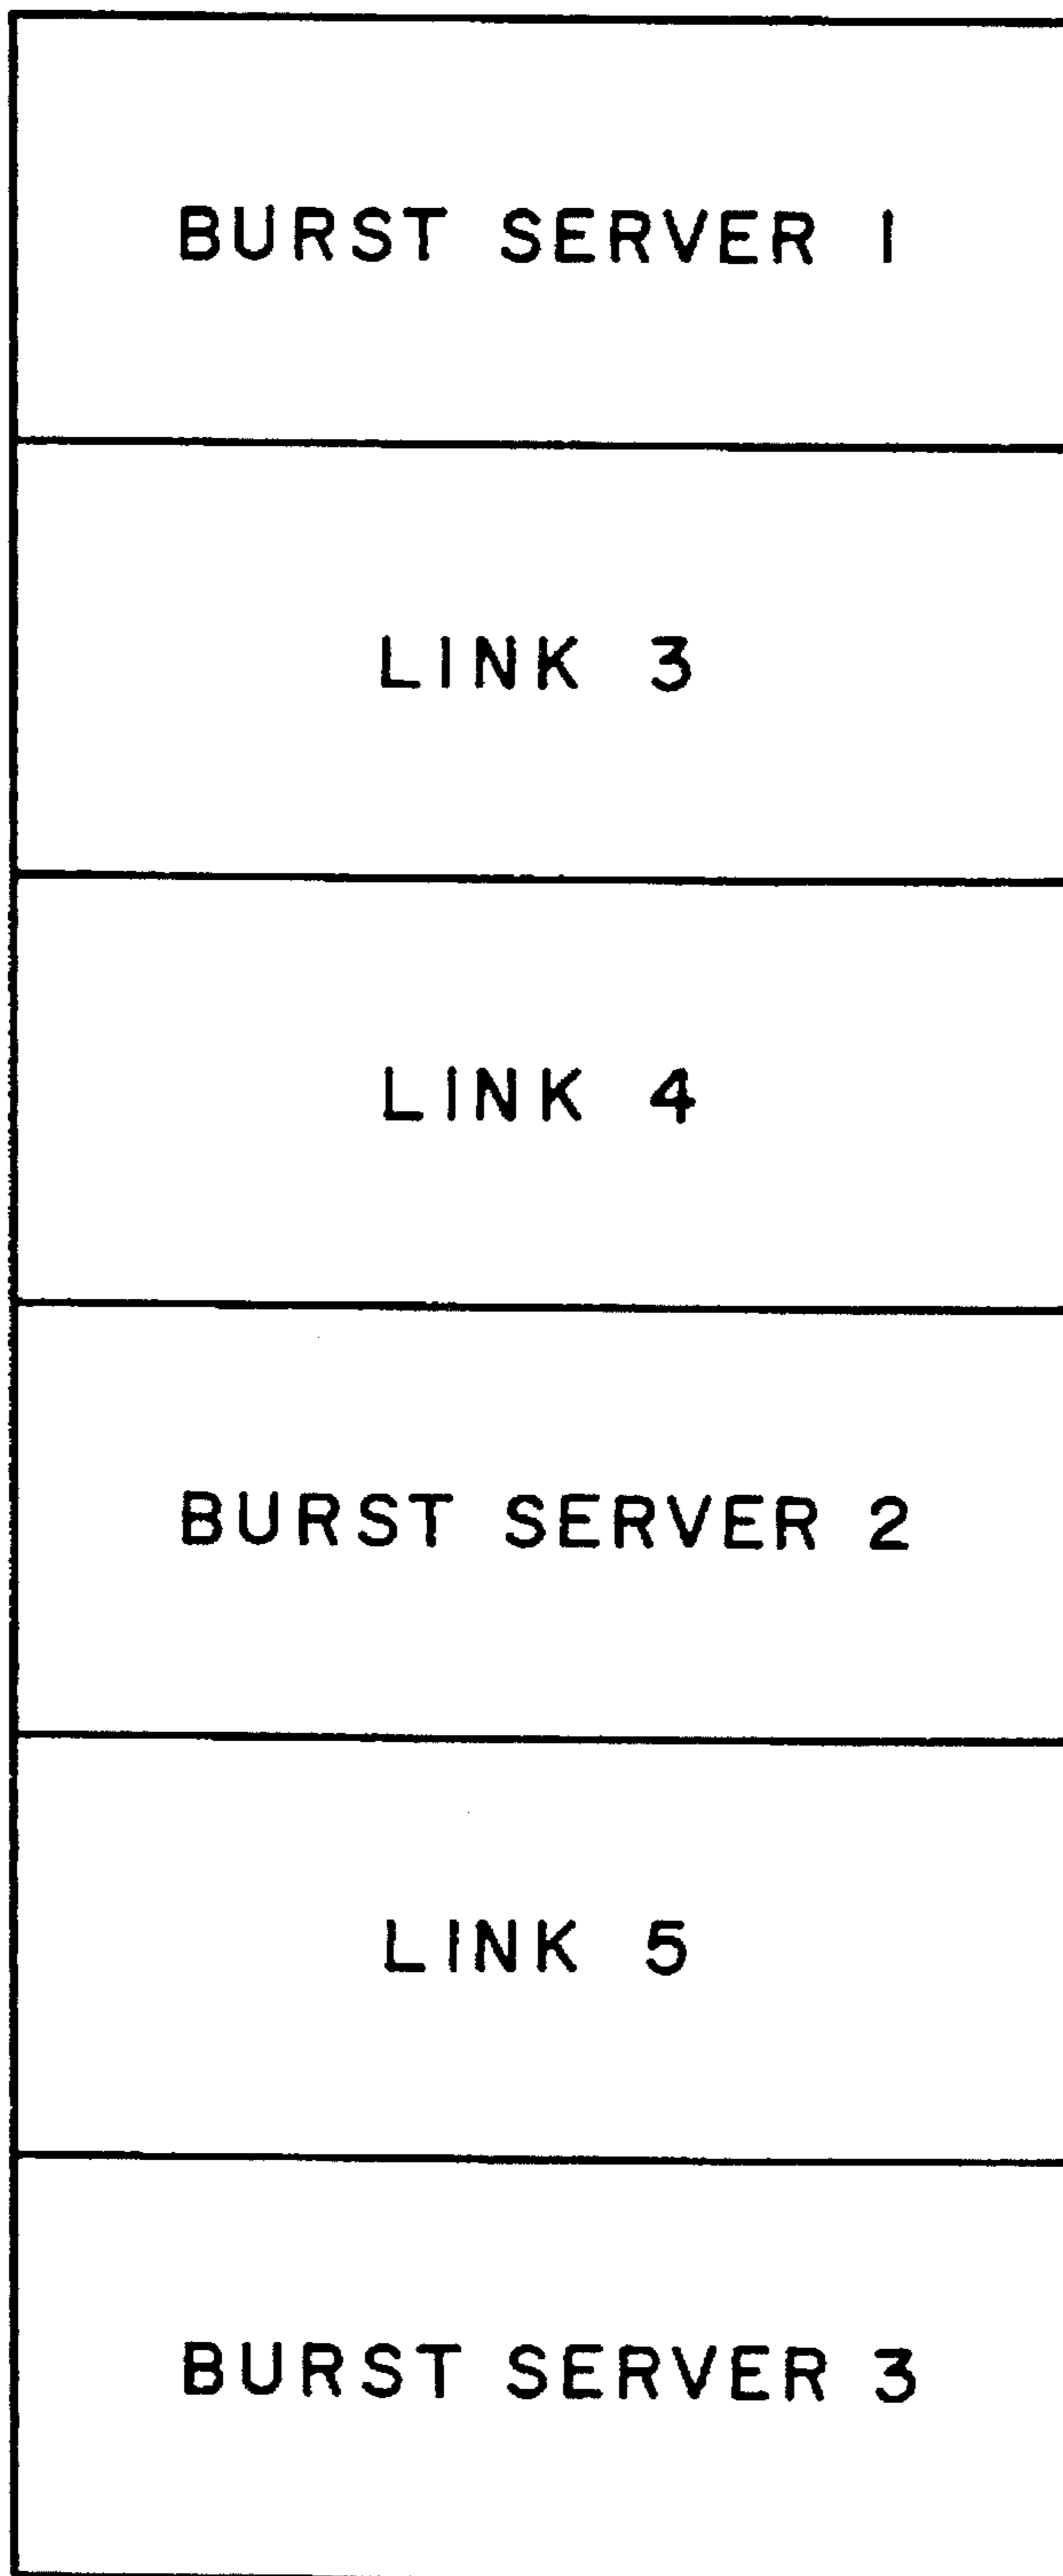 BURST SERVER 1
LINK 3
LINK 4
BURST SERVER 2
LINK 5
BURST SERVER 3